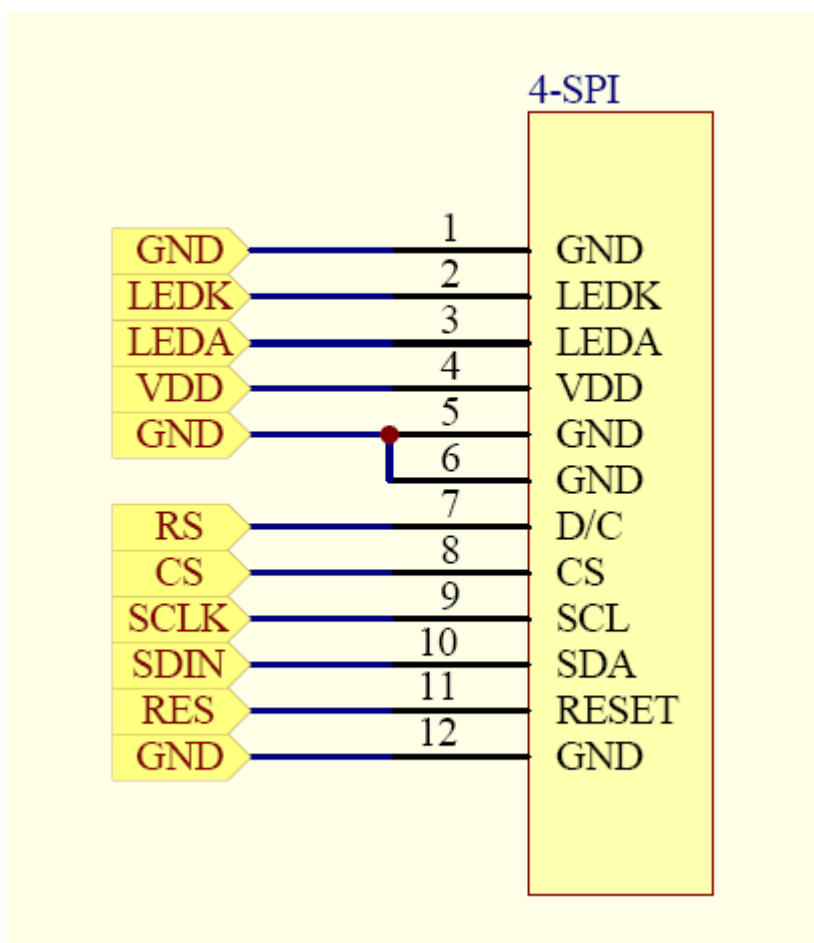 4-SPI
GND 1 GND
LEDK 2 LEDK
LEDA 3 LEDA
VDD 4 VDD
GND 5 GND
6 GND
RS 7 D/C
CS 8 CS
SCLK 9 SCL
SDIN 10 SDA
RES 11 RESET
GND 12 GND